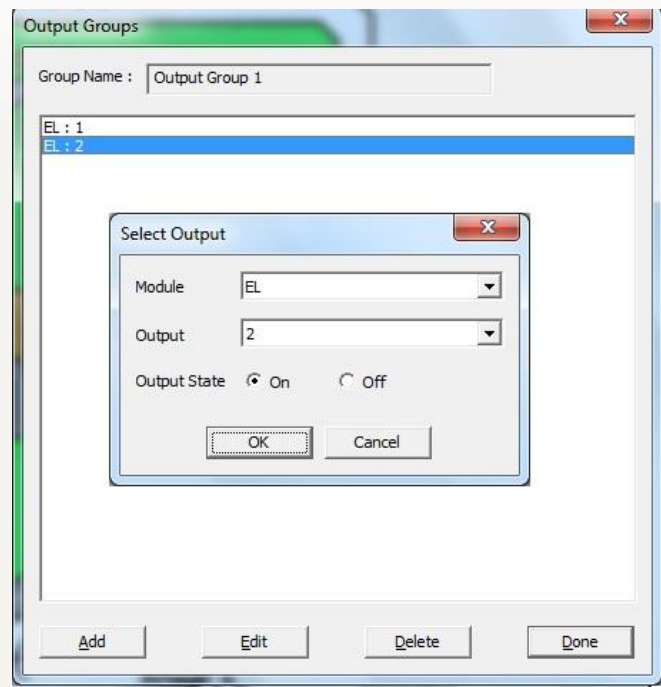 Output Groups
Group Name : Output Group 1
EL : 1
EL : 2
Select Output
Module EL
Output 2
Output State On Off
OK Cancel
Add Edit Delete Done